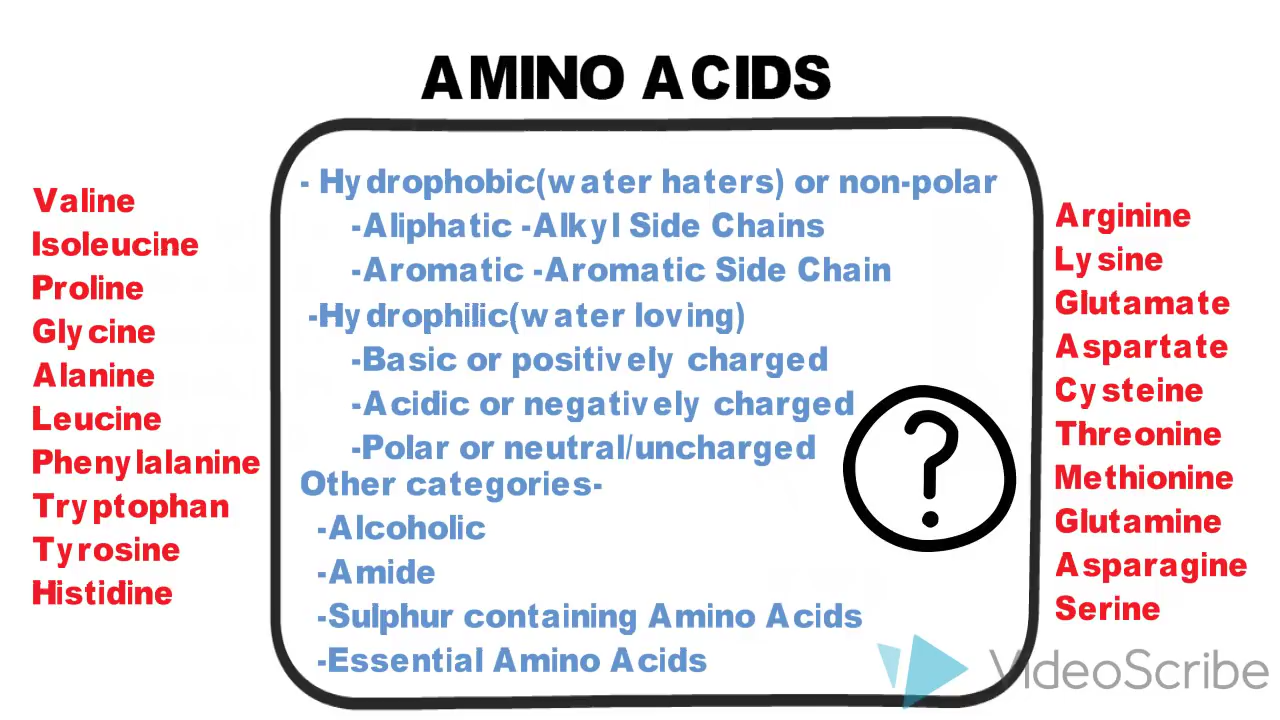 AMINO ACIDS
Valine
Isoleucine
Proline
Glycine
Alanine
Leucine
Phenylalanine
Tryptophan
Tyrosine
Histidine
- Hydrophobic(water haters) or non-polar
-Aliphatic -Alkyl Side Chains
-Aromatic -Aromatic Side Chain
-Hydrophilic(water loving)
-Basic or positively charged
-Acidic or negatively charged
-Polar or neutral/uncharged
Other categories-
-Alcoholic
-Amide
-Sulphur containing Amino Acids
-Essential Amino Acids
?
Arginine
Lysine
Glutamate
Aspartate
Cysteine
Threonine
Methionine
Glutamine
Asparagine
Serine
VideoScribe